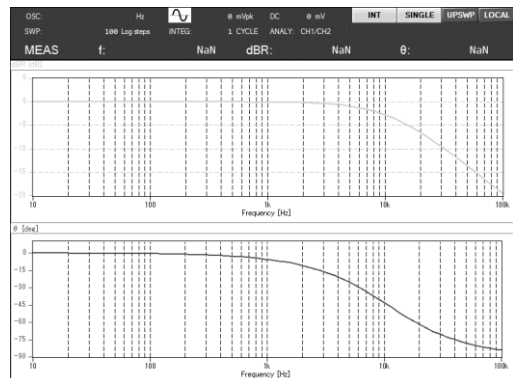 OSC: Hz 0 mVpk DC 0 mV INT SINGLE UPSWP LOCAL
SWP: 100 Log steps INTEG: 1 CYCLE ANALY: CH1/CH2
MEAS f: NaN dBR: NaN θ: NaN
dBR [dB]
5
0
-5
-10
-15
-20
10 100 1k 10k 100k
Frequency [Hz]
θ [deg]
0
-15
-30
-45
-60
-75
-90
10 100 1k 10k 100k
Frequency [Hz]